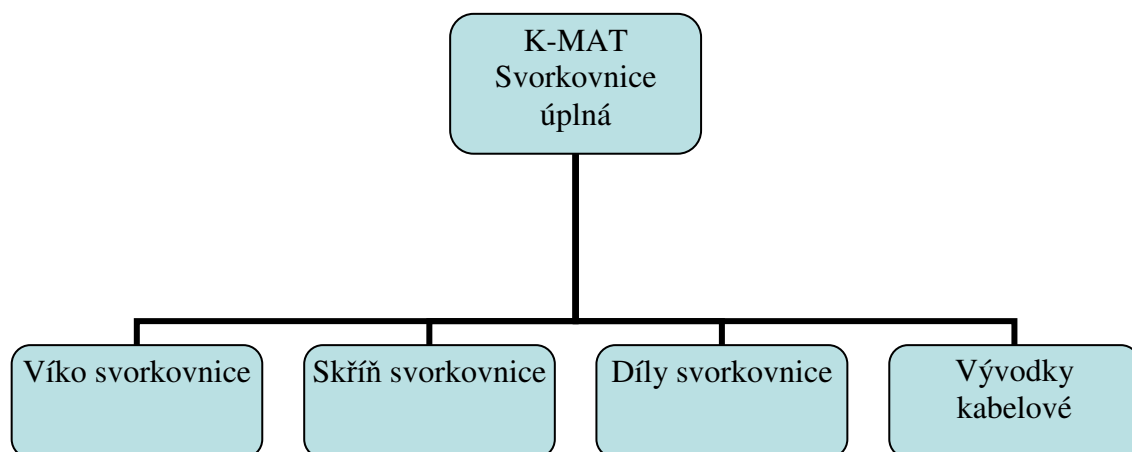 K-MAT
Svorkovnice
úplná
Víko svorkovnice
Skříň svorkovnice
Díly svorkovnice
Vývodky
kabelové